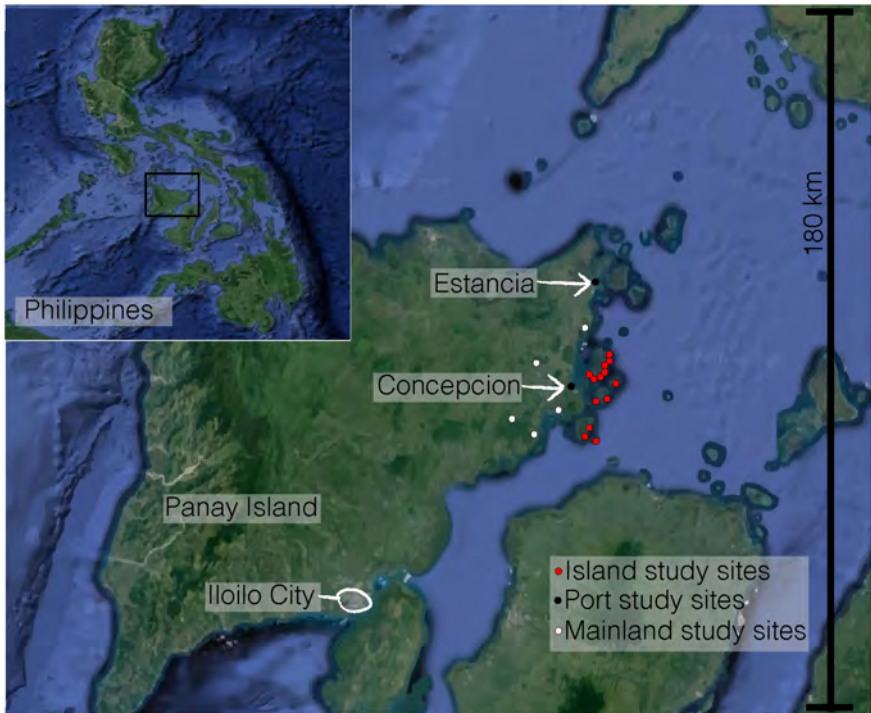 Philippines
Estancia
Concepcion
Panay Island
Iloilo City
180 km
Island study sites
Port study sites
Mainland study sites